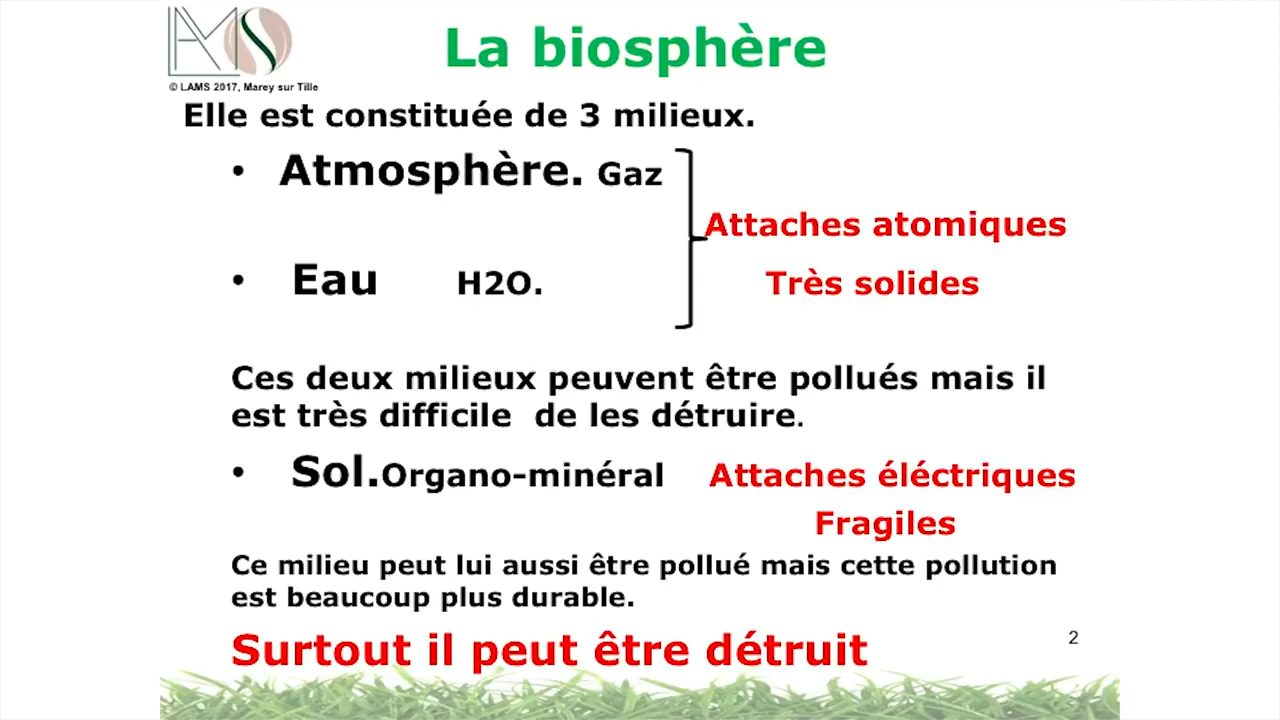 LAMS
© LAMS 2017, Marey sur Tille
La biosphère
Elle est constituée de 3 milieux.
• Atmosphère. Gaz
Attaches atomiques
• Eau H2O.
Très solides
Ces deux milieux peuvent être pollués mais il
est très difficile de les détruire.
• Sol.Organo-minéral Attaches éléctriques
Fragiles
Ce milieu peut lui aussi être pollué mais cette pollution
est beaucoup plus durable.
Surtout il peut être détruit
2